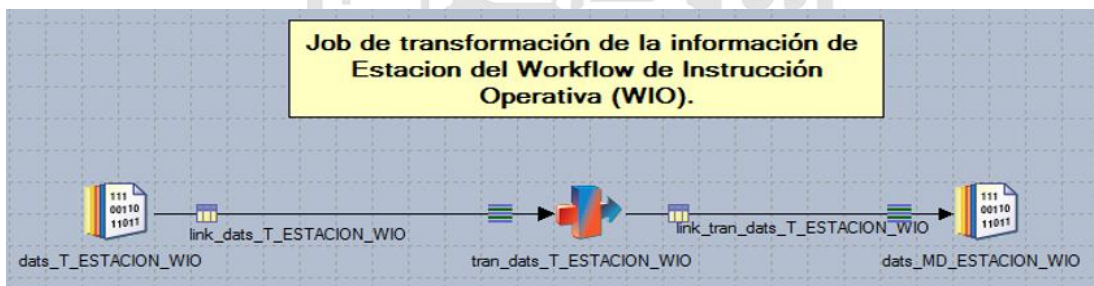 Job de transformación de la información de
Estacion del Workflow de Instrucción
Operativa (WIO).
111
00110
11011
111
00110
11011
link_dats_T_ESTACION_WIO
link_tran_dats_T_ESTACION_WIO
dats_T_ESTACION_WIO
tran_dats_T_ESTACION_WIO
dats_MD_ESTACION_WIO